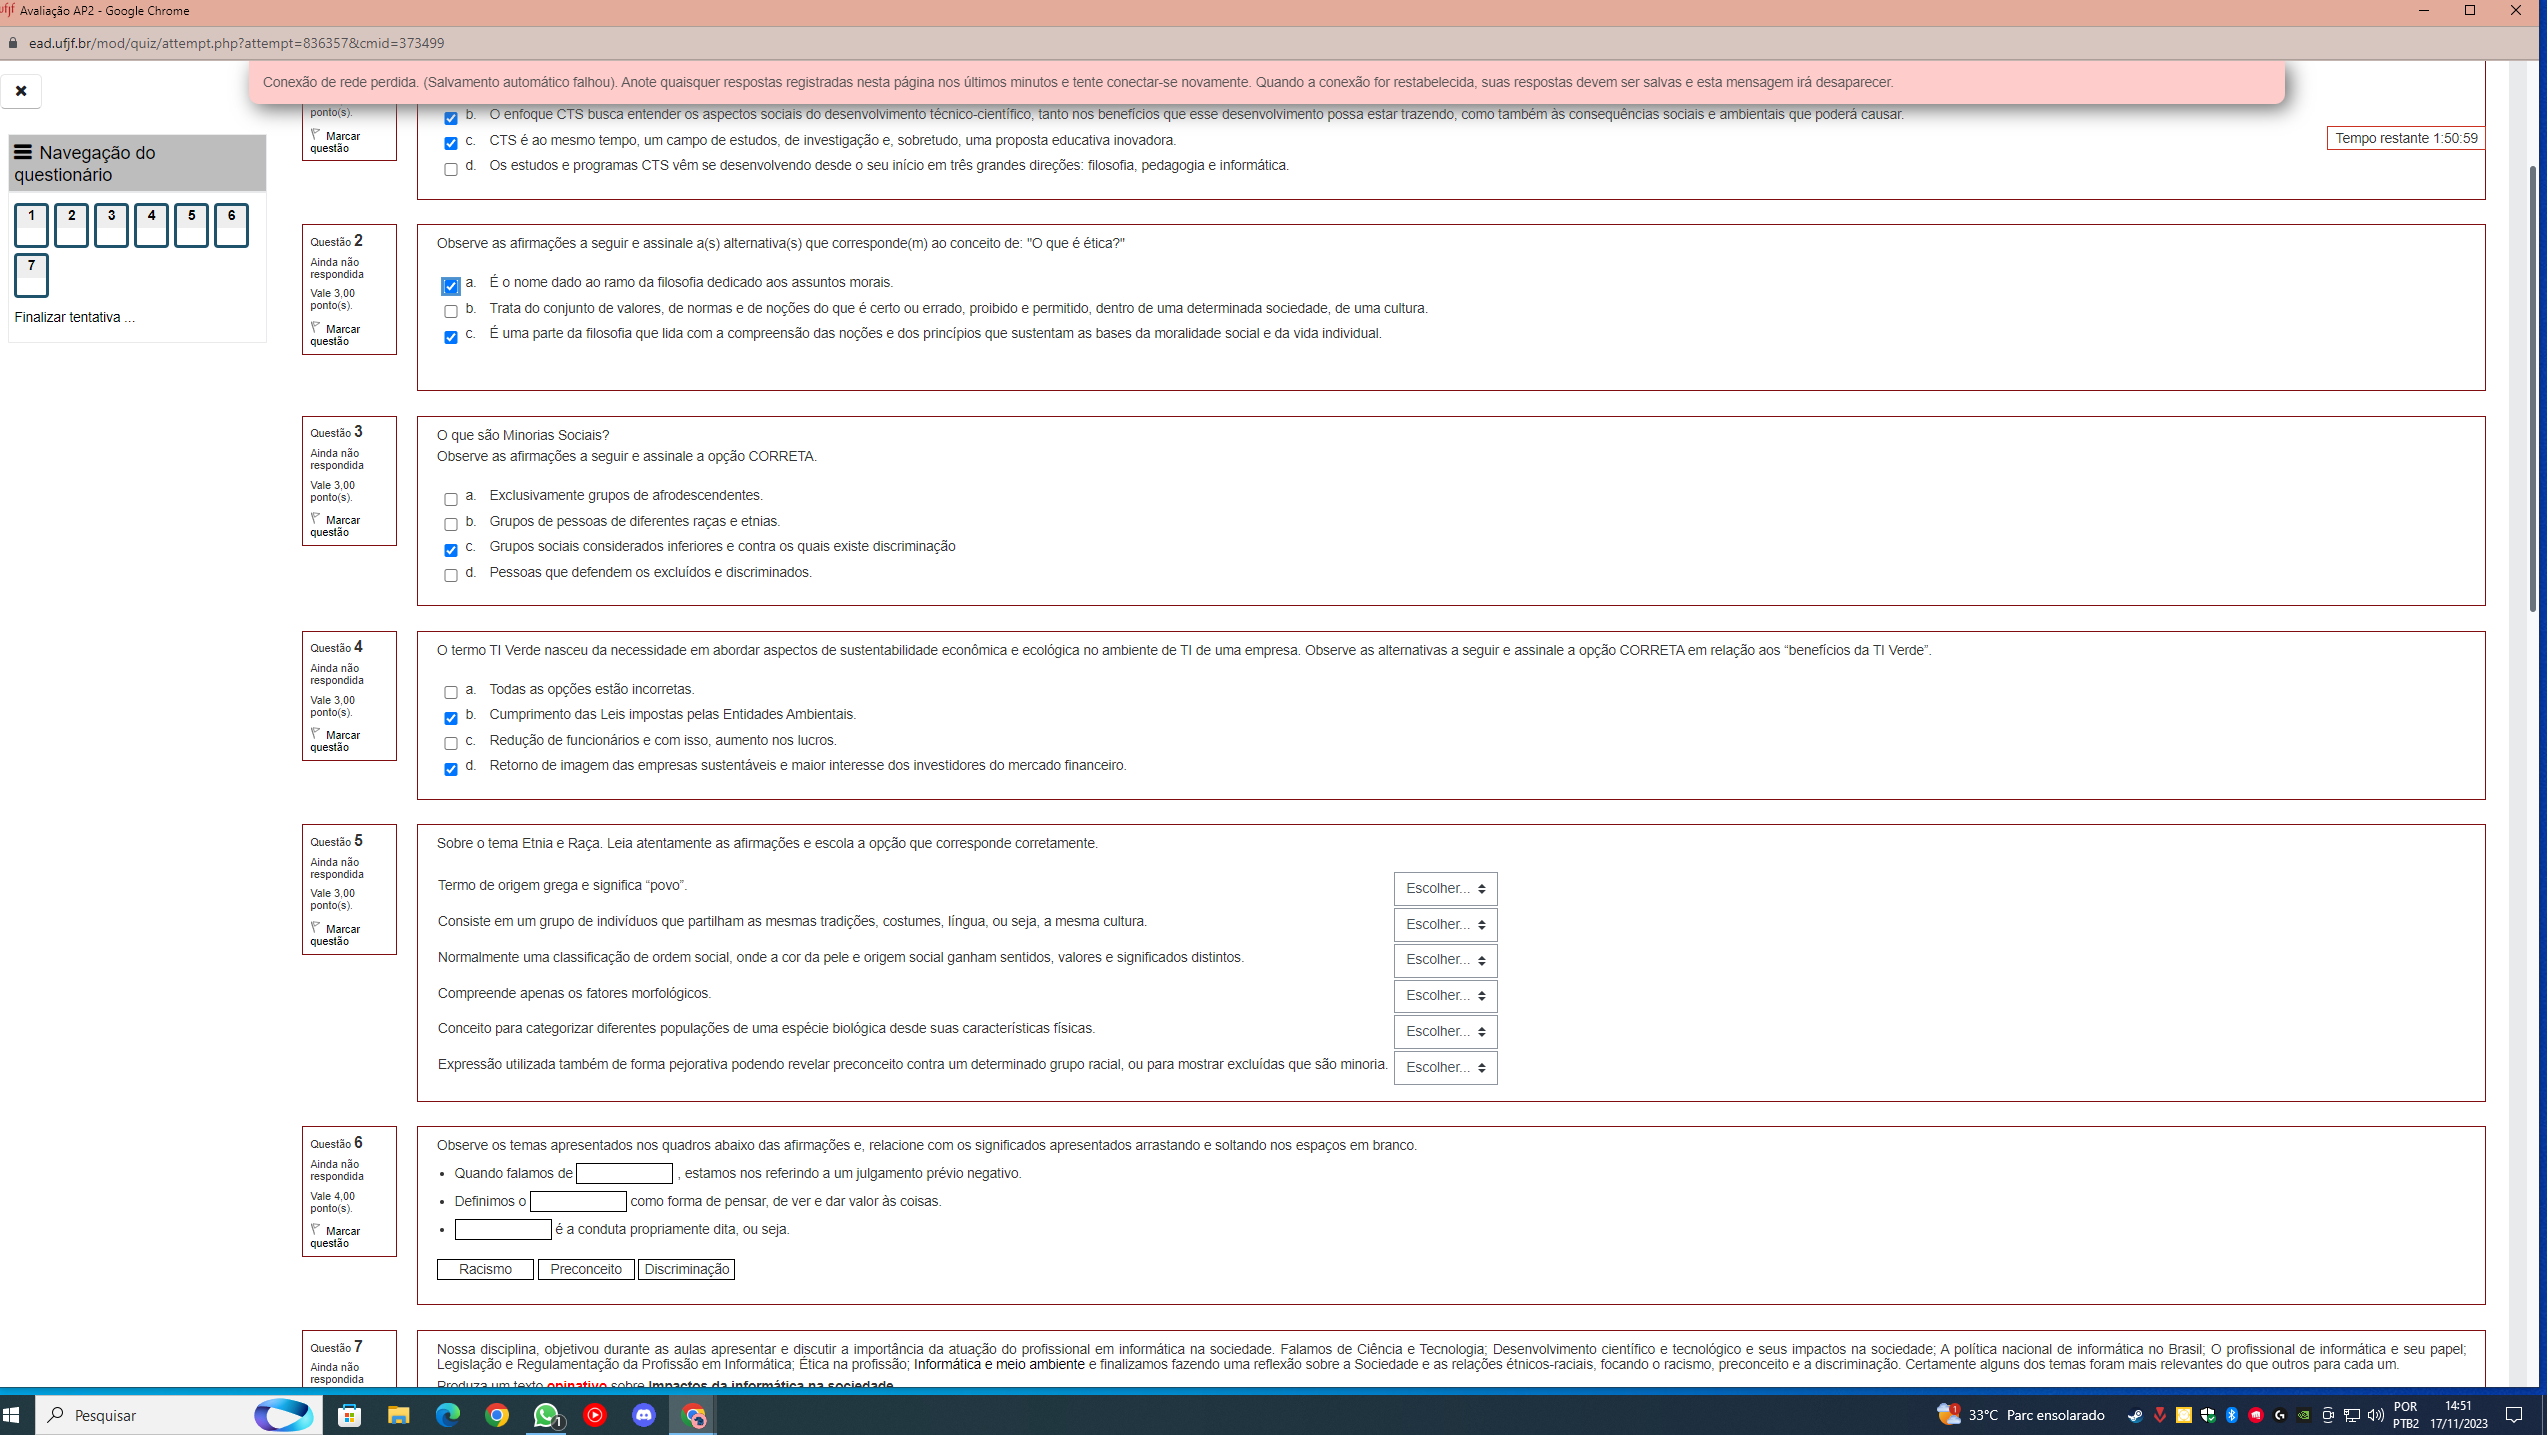 ufjf Avaliação AP2 - Google Chrome
ead.ufjf.br/mod/quiz/attempt.php?attempt=836357&cmid=373499
Conexão de rede perdida. (Salvamento automático falhou). Anote quaisquer respostas registradas nesta página nos últimos minutos e tente conectar-se novamente. Quando a conexão for restabelecida, suas respostas devem ser salvas e esta mensagem irá desaparecer.
Navegação do
questionário
1 2 3 4 5 6
7
Finalizar tentativa ...
Tempo restante 1:50:59
ponto(s).
Marcar
questão
b. O enfoque CTS busca entender os aspectos sociais do desenvolvimento técnico-científico, tanto nos benefícios que esse desenvolvimento possa estar trazendo, como também às consequências sociais e ambientais que poderá causar.
c. CTS é ao mesmo tempo, um campo de estudos, de investigação e, sobretudo, uma proposta educativa inovadora.
d. Os estudos e programas CTS vêm se desenvolvendo desde o seu início em três grandes direções: filosofia, pedagogia e informática.
Questão 2
Ainda não
respondida
Vale 3,00
ponto(s).
Marcar
questão
Observe as afirmações a seguir e assinale a(s) alternativa(s) que corresponde(m) ao conceito de: "O que é ética?"
a. É o nome dado ao ramo da filosofia dedicado aos assuntos morais.
b. Trata do conjunto de valores, de normas e de noções do que é certo ou errado, proibido e permitido, dentro de uma determinada sociedade, de uma cultura.
c. É uma parte da filosofia que lida com a compreensão das noções e dos princípios que sustentam as bases da moralidade social e da vida individual.
Questão 3
Ainda não
respondida
Vale 3,00
ponto(s).
Marcar
questão
O que são Minorias Sociais?
Observe as afirmações a seguir e assinale a opção CORRETA.
a. Exclusivamente grupos de afrodescendentes.
b. Grupos de pessoas de diferentes raças e etnias.
c. Grupos sociais considerados inferiores e contra os quais existe discriminação
d. Pessoas que defendem os excluídos e discriminados.
Questão 4
Ainda não
respondida
Vale 3,00
ponto(s).
Marcar
questão
O termo TI Verde nasceu da necessidade em abordar aspectos de sustentabilidade econômica e ecológica no ambiente de TI de uma empresa. Observe as alternativas a seguir e assinale a opção CORRETA em relação aos “benefícios da TI Verde”.
a. Todas as opções estão incorretas.
b. Cumprimento das Leis impostas pelas Entidades Ambientais.
c. Redução de funcionários e com isso, aumento nos lucros.
d. Retorno de imagem das empresas sustentáveis e maior interesse dos investidores do mercado financeiro.
Questão 5
Ainda não
respondida
Vale 3,00
ponto(s).
Marcar
questão
Sobre o tema Etnia e Raça. Leia atentamente as afirmações e escola a opção que corresponde corretamente.
Termo de origem grega e significa “povo”. Escolher...
Consiste em um grupo de indivíduos que partilham as mesmas tradições, costumes, língua, ou seja, a mesma cultura. Escolher...
Normalmente uma classificação de ordem social, onde a cor da pele e origem social ganham sentidos, valores e significados distintos. Escolher...
Compreende apenas os fatores morfológicos. Escolher...
Conceito para categorizar diferentes populações de uma espécie biológica desde suas características físicas. Escolher...
Expressão utilizada também de forma pejorativa podendo revelar preconceito contra um determinado grupo racial, ou para mostrar excluídas que são minoria. Escolher...
Questão 6
Ainda não
respondida
Vale 4,00
ponto(s).
Marcar
questão
Observe os temas apresentados nos quadros abaixo das afirmações e, relacione com os significados apresentados arrastando e soltando nos espaços em branco.
• Quando falamos de , estamos nos referindo a um julgamento prévio negativo.
• Definimos o como forma de pensar, de ver e dar valor às coisas.
• é a conduta propriamente dita, ou seja.
Racismo Preconceito Discriminação
Questão 7
Ainda não
respondida
Nossa disciplina, objetivou durante as aulas apresentar e discutir a importância da atuação do profissional em informática na sociedade. Falamos de Ciência e Tecnologia; Desenvolvimento científico e tecnológico e seus impactos na sociedade; A política nacional de informática no Brasil; O profissional de informática e seu papel;
Legislação e Regulamentação da Profissão em Informática; Ética na profissão; Informática e meio ambiente e finalizamos fazendo uma reflexão sobre a Sociedade e as relações étnicos-raciais, focando o racismo, preconceito e a discriminação. Certamente alguns dos temas foram mais relevantes do que outros para cada um.
Produza um texto opinativo sobre Impactos da informática na sociedade
Pesquisar
1
1
33°C Parc ensolarado
POR
PTB2
14:51
17/11/2023